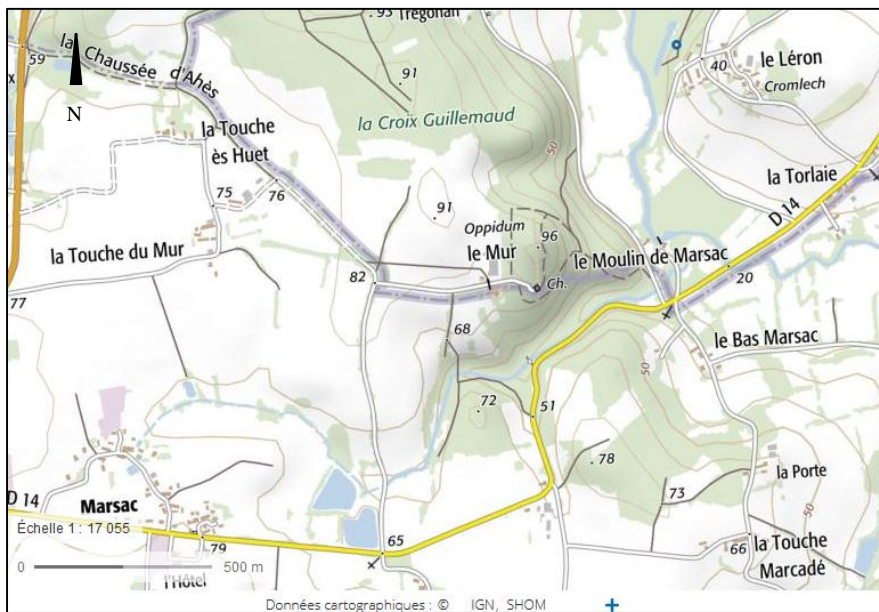 93
Trégonan
59
la Chaussée d'Ahès
91
40
le Léron
Cromlech
N
la Croix Guillemaud
50
la Touche
ès Huet
76
75
la Torlaie
D 14
91
Oppidum
96
le Mur
la Touche du Mur
le Moulin de Marsac
82
Ch.
20
77
68
le Bas Marsac
50
72
51
78
la Porte
Marsac
73
D 14
65
66
la Touche
Marcadé
50
79
l'Hôtel
Échelle 1 : 17 055
0 500 m
Données cartographiques : © IGN, SHOM